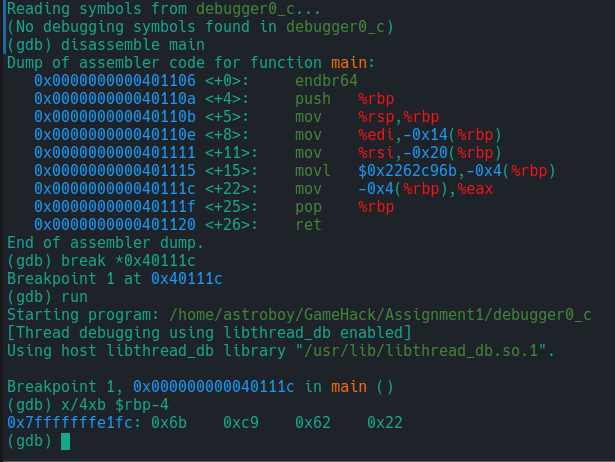 Reading symbols from debugger0_c...
(No debugging symbols found in debugger0_c)
(gdb) disassemble main
Dump of assembler code for function main:
   0x0000000000401106 <+0>:	endbr64
   0x000000000040110a <+4>:	push   %rbp
   0x000000000040110b <+5>:	mov    %rsp,%rbp
   0x000000000040110e <+8>:	mov    %edi,-0x14(%rbp)
   0x0000000000401111 <+11>:	mov    %rsi,-0x20(%rbp)
   0x0000000000401115 <+15>:	movl   $0x2262c96b,-0x4(%rbp)
   0x000000000040111c <+22>:	mov    -0x4(%rbp),%eax
   0x000000000040111f <+25>:	pop    %rbp
   0x0000000000401120 <+26>:	ret
End of assembler dump.
(gdb) break *0x40111c
Breakpoint 1 at 0x40111c
(gdb) run
Starting program: /home/astroboy/GameHack/Assignment1/debugger0_c
[Thread debugging using libthread_db enabled]
Using host libthread_db library "/usr/lib/libthread_db.so.1".

Breakpoint 1, 0x000000000040111c in main ()
(gdb) x/4xb $rbp-4
0x7fffffffe1fc:	0x6b	0xc9	0x62	0x22
(gdb)